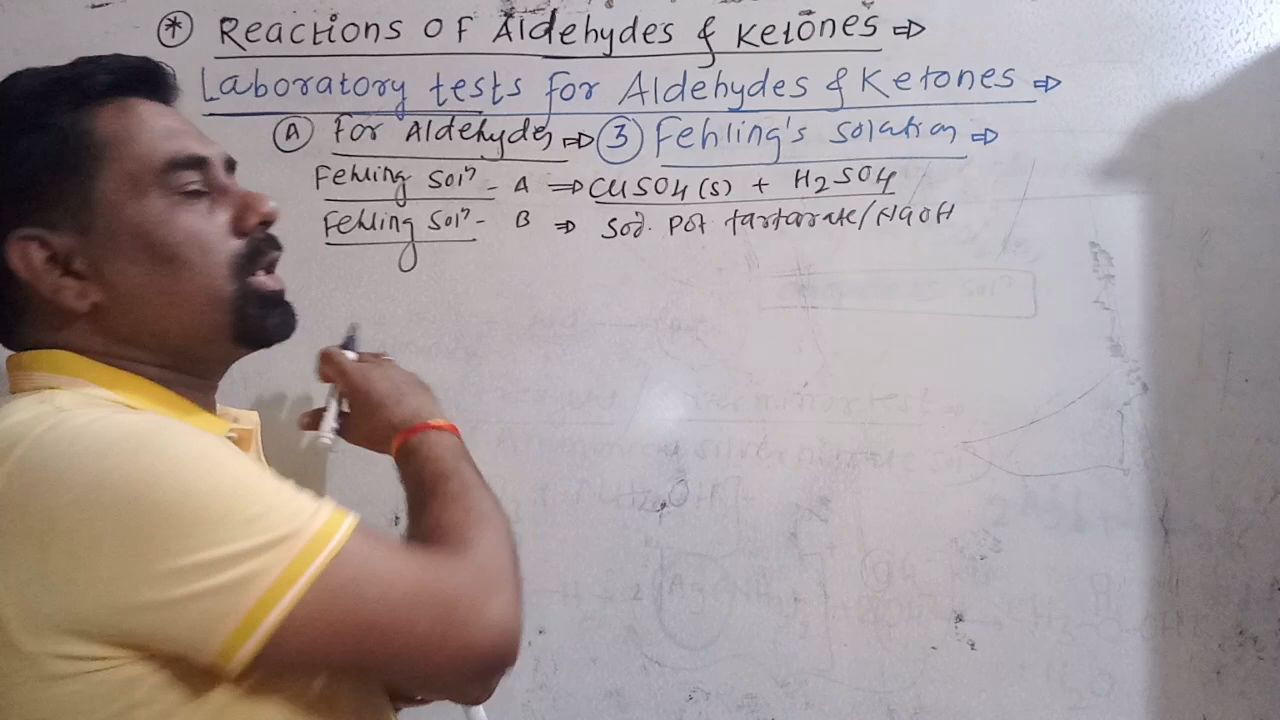 * Reactions Of Aldehydes & Ketones ⇒
Laboratory tests for Aldehydes & Ketones ⇒
A For Aldehydes ⇒ 3 Fehling's solution ⇒
Fehling Solⁿ - A ⇒ CuSO4(s) + H2SO4
Fehling Solⁿ - B ⇒ Sod. Pot tartarate/NaOH